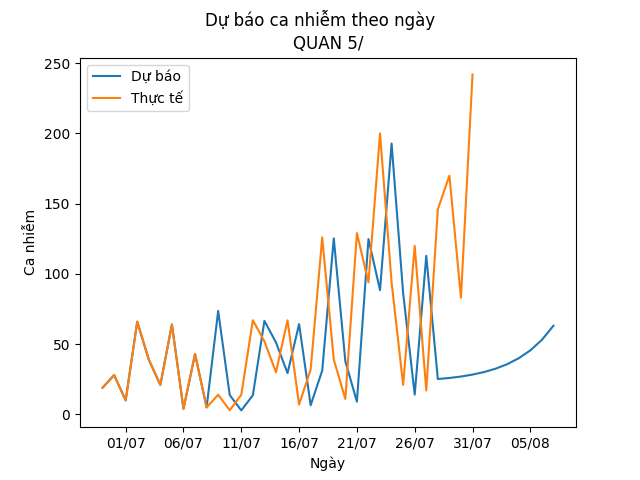 Dự báo ca nhiễm theo ngày
QUAN 5/
Dự báo
Thực tế
Ca nhiễm
250
200
150
100
50
0
01/07 06/07 11/07 16/07 21/07 26/07 31/07 05/08
Ngày